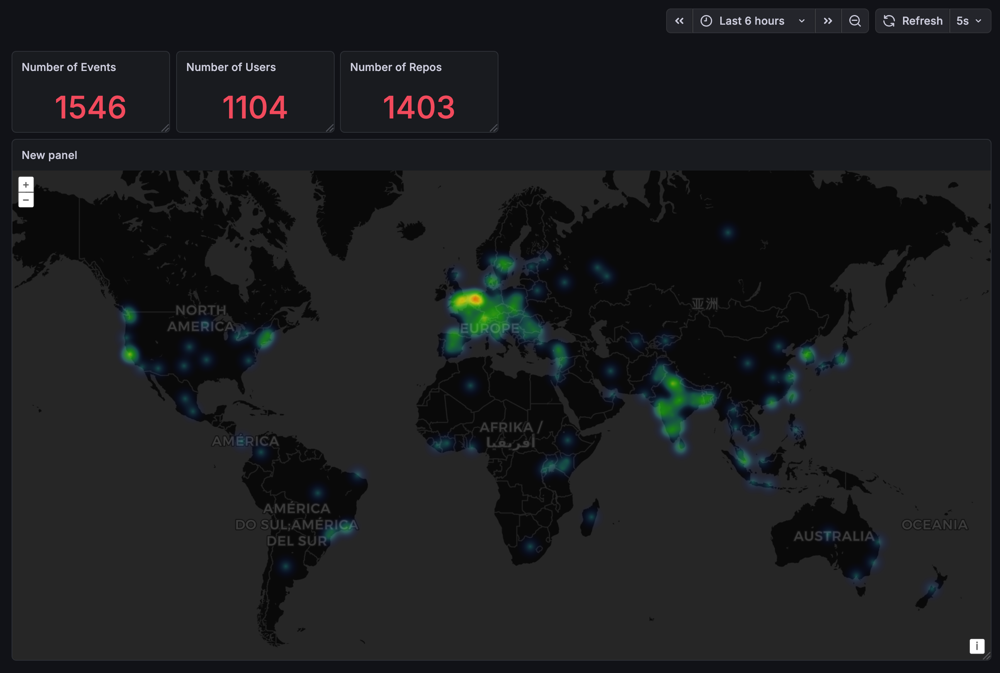 Last 6 hours
Refresh
5s
Number of Events
Number of Users
Number of Repos
1546
1104
1403
New panel
+
−
NORTH
AMERICA
EUROPE
亚洲
AFRIKA /
أفريقيا
AMÉRICA
AMÉRICA
DO SUL;AMÉRICA
DEL SUR
AUSTRALIA
OCEANIA
i